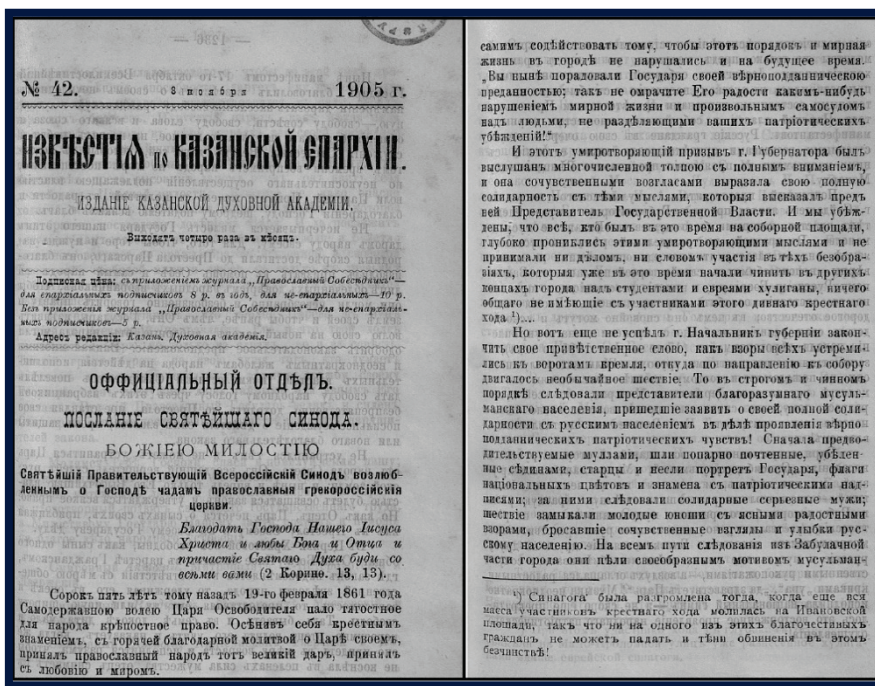 № 42.
8 ноября
1905 г.
ИЗВѢСТІЯ по КАЗАНСКОЙ ЕПАРХІИ.
ИЗДАНІЕ КАЗАНСКОЙ ДУХОВНОЙ АКАДЕМІИ.
Выходятъ четыре раза въ мѣсяцъ.
Подписная цѣна: съ приложеніемъ журнала „Православный Собесѣдникъ“—
для епархіальныхъ подписчиковъ 8 р. въ годъ, для не-епархіальныхъ—10 р.
Безъ приложенія журнала „Православный Собесѣдникъ“—для не-епархіаль-
ныхъ подписчиковъ—5 р.
Адресъ редакціи: Казань. Духовная академія.
ОФФИЦІАЛЬНЫЙ ОТДѢЛЪ.
ПОСЛАНІЕ СВЯТѢЙШАГО СИНОДА.
БОЖІЕЮ МИЛОСТІЮ
Святѣйшій Правительствующій Всероссійскій Синодъ возлюб-
леннымъ о Господѣ чадамъ православныя грекороссійскія
церкви.
Благодать Господа Нашего Іисуса
Христа и любы Бога и Отца и
причастіе Святаго Духа буди со
всѣми вами (2 Коринѳ. 13, 13).
Сорокъ пять лѣтъ тому назадъ 19-го февраля 1861 года
Самодержавною волею Царя Освободителя пало тягостное
для народа крѣпостное право. Осѣнивъ себя крестнымъ
знаменіемъ, съ горячей благодарной молитвой о Царѣ своемъ,
принялъ православный народъ тотъ великій даръ, принялъ
съ любовію и миромъ.
самимъ содѣйствовать тому, чтобы этотъ порядокъ и мирная
жизнь въ городѣ не нарушались и на будущее время.
„Вы нынѣ порадовали Государя своей вѣрноподданническою
преданностью; такъ не омрачите Его радости какимъ-нибудь
нарушеніемъ мирной жизни и произвольнымъ самосудомъ
надъ людьми, не раздѣляющими вашихъ патріотическихъ
убѣжденій!“
И этотъ умиротворяющій призывъ г. Губернатора былъ
выслушанъ многочисленной толпою съ полнымъ вниманіемъ,
и она сочувственными возгласами выразила свою полную
солидарность съ тѣми мыслями, которыя высказалъ предъ
ней Представитель Государственной Власти. И мы убѣж-
дены, что всѣ, кто былъ въ это время на соборной площади,
глубоко прониклись этими умиротворяющими мыслями и не
принимали ни дѣломъ, ни словомъ участія въ тѣхъ безобра-
зіяхъ, которыя уже въ это время начали чинить въ другихъ
концахъ города надъ студентами и евреями хулиганы, ничего
общаго не имѣющіе съ участниками этого дивнаго крестнаго
хода ¹)....
Но вотъ еще не успѣлъ г. Начальникъ губерніи закон-
чить свое привѣтственное слово, какъ взоры всѣхъ устреми-
лись къ воротамъ кремля, откуда по направленію къ собору
двигалось необычайное шествіе. То въ строгомъ и чинномъ
порядкѣ слѣдовали представители благоразумнаго мусуль-
манскаго населенія, пришедшіе заявить о своей полной соли-
дарности съ русскимъ населеніемъ въ дѣлѣ проявленія вѣрно-
подданническихъ патріотическихъ чувствъ! Сначала предво-
дительствуемые муллами, шли попарно почтенные, убѣлен-
ные сѣдинами, старцы и несли портретъ Государя, флаги
національныхъ цвѣтовъ и знамена съ патріотическими над-
писями; за ними слѣдовали солидарные серьезные мужи;
шествіе замыкали молодые юноши съ ясными радостными
взорами, бросавшіе сочувственные взгляды и улыбки рус-
скому населенію. На всемъ пути слѣдованія изъ Забулачной
части города они пѣли своеобразнымъ мотивомъ мусульман-
¹) Синагога была разгромлена тогда, когда еще вся
масса участниковъ крестнаго хода молилась на Ивановской
площади, такъ что ни на одного изъ этихъ благочестивыхъ
гражданъ не можетъ падать и тѣни обвиненія въ этомъ
безчинствѣ!